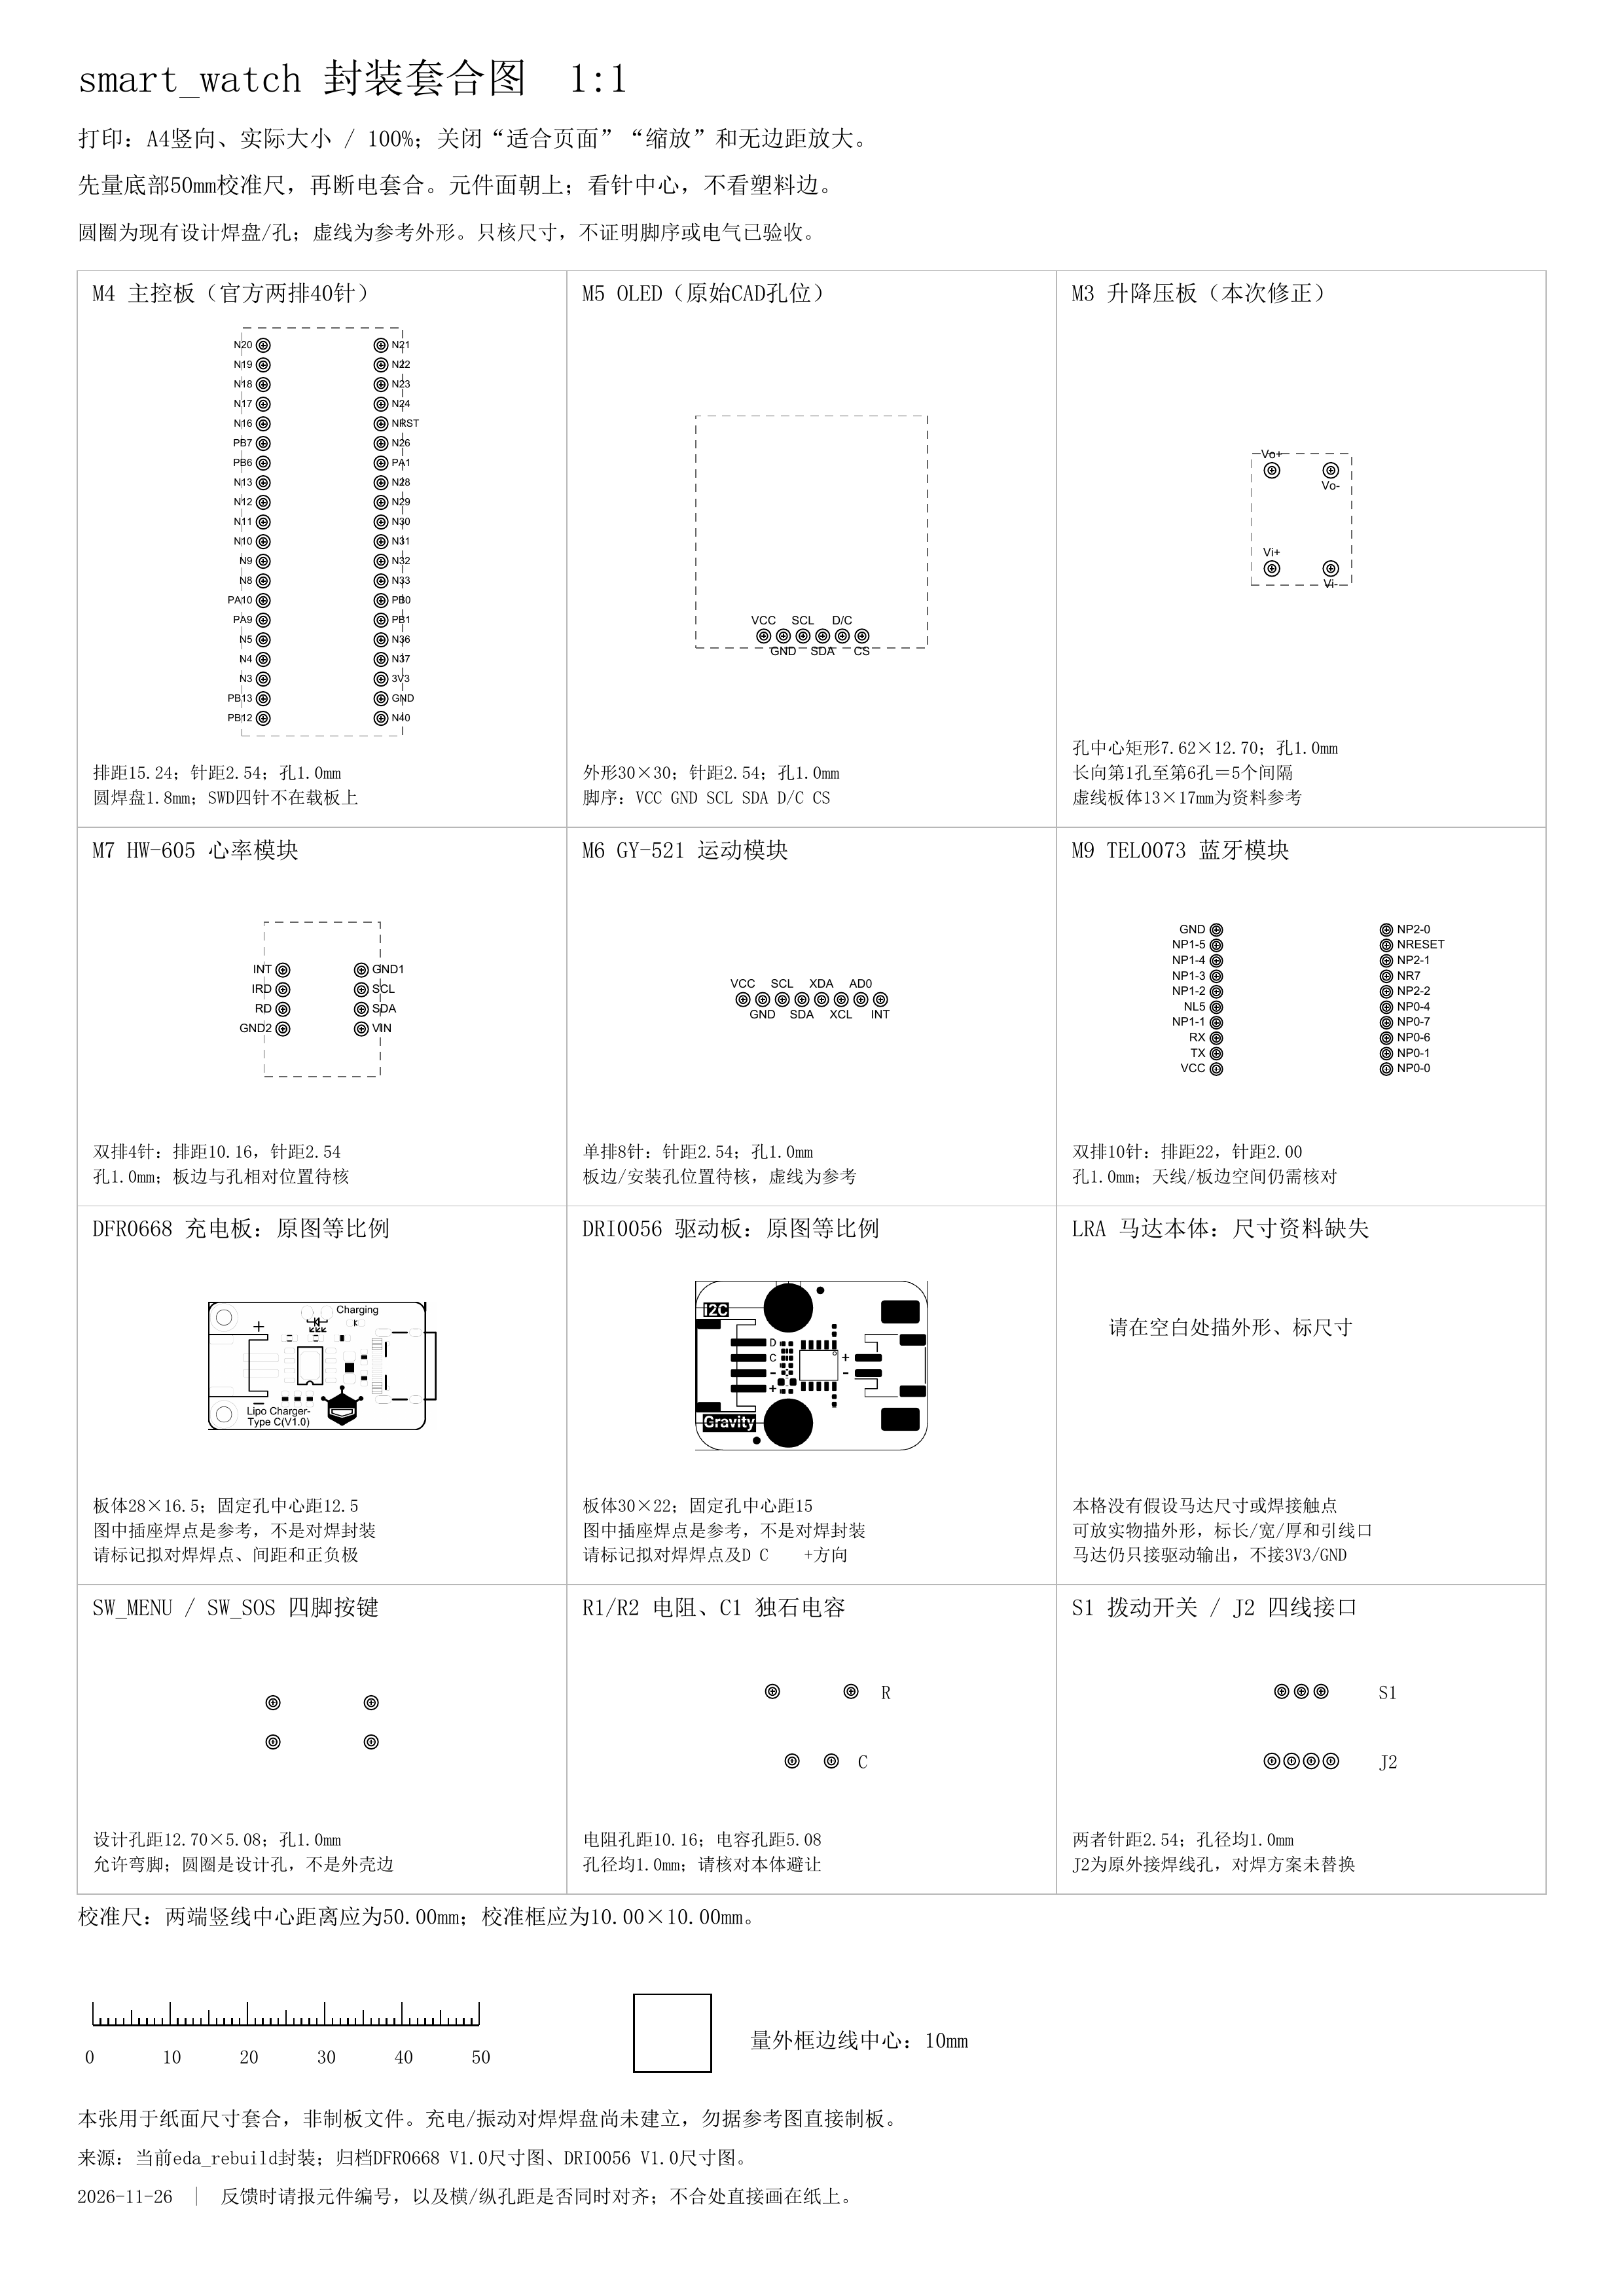 smart_watch 封装套合图 1:1
打印：A4竖向、实际大小 / 100%；关闭“适合页面”“缩放”和无边距放大。
先量底部50mm校准尺，再断电套合。元件面朝上；看针中心，不看塑料边。
圆圈为现有设计焊盘/孔；虚线为参考外形。只核尺寸，不证明脚序或电气已验收。
M4 主控板（官方两排40针）
N20 N21
N19 N22
N18 N23
N17 N24
N16 NRST
PB7 N26
PB6 PA1
N13 N28
N12 N29
N11 N30
N10 N31
N9 N32
N8 N33
PA10 PB0
PA9 PB1
N5 N36
N4 N37
N3 3V3
PB13 GND
PB12 N40
排距15.24；针距2.54；孔1.0mm
圆焊盘1.8mm；SWD四针不在载板上
M5 OLED（原始CAD孔位）
VCC SCL D/C
GND SDA CS
外形30×30；针距2.54；孔1.0mm
脚序：VCC GND SCL SDA D/C CS
M3 升降压板（本次修正）
Vo+
Vo-
Vi+
Vi-
孔中心矩形7.62×12.70；孔1.0mm
长向第1孔至第6孔＝5个间隔
虚线板体13×17mm为资料参考
M7 HW-605 心率模块
INT GND1
IRD SCL
RD SDA
GND2 VIN
双排4针：排距10.16，针距2.54
孔1.0mm；板边与孔相对位置待核
M6 GY-521 运动模块
VCC SCL XDA AD0
GND SDA XCL INT
单排8针：针距2.54；孔1.0mm
板边/安装孔位置待核，虚线为参考
M9 TEL0073 蓝牙模块
GND NP2-0
NP1-5 NRESET
NP1-4 NP2-1
NP1-3 NR7
NP1-2 NP2-2
NL5 NP0-4
NP1-1 NP0-7
RX NP0-6
TX NP0-1
VCC NP0-0
双排10针：排距22，针距2.00
孔1.0mm；天线/板边空间仍需核对
DFR0668 充电板：原图等比例
Charging
+
-
Lipo Charger-
Type C(V1.0)
板体28×16.5；固定孔中心距12.5
图中插座焊点是参考，不是对焊封装
请标记拟对焊焊点、间距和正负极
DRI0056 驱动板：原图等比例
I2C
D
C +
- -
+
Gravity
板体30×22；固定孔中心距15
图中插座焊点是参考，不是对焊封装
请标记拟对焊焊点及D C +方向
LRA 马达本体：尺寸资料缺失
请在空白处描外形、标尺寸
本格没有假设马达尺寸或焊接触点
可放实物描外形，标长/宽/厚和引线口
马达仍只接驱动输出，不接3V3/GND
SW_MENU / SW_SOS 四脚按键
设计孔距12.70×5.08；孔1.0mm
允许弯脚；圆圈是设计孔，不是外壳边
R1/R2 电阻、C1 独石电容
R
C
电阻孔距10.16；电容孔距5.08
孔径均1.0mm；请核对本体避让
S1 拨动开关 / J2 四线接口
S1
J2
两者针距2.54；孔径均1.0mm
J2为原外接焊线孔，对焊方案未替换
校准尺：两端竖线中心距离应为50.00mm；校准框应为10.00×10.00mm。
0 10 20 30 40 50
量外框边线中心：10mm
本张用于纸面尺寸套合，非制板文件。充电/振动对焊焊盘尚未建立，勿据参考图直接制板。
来源：当前eda_rebuild封装；归档DFR0668 V1.0尺寸图、DRI0056 V1.0尺寸图。
2026-11-26 | 反馈时请报元件编号，以及横/纵孔距是否同时对齐；不合处直接画在纸上。